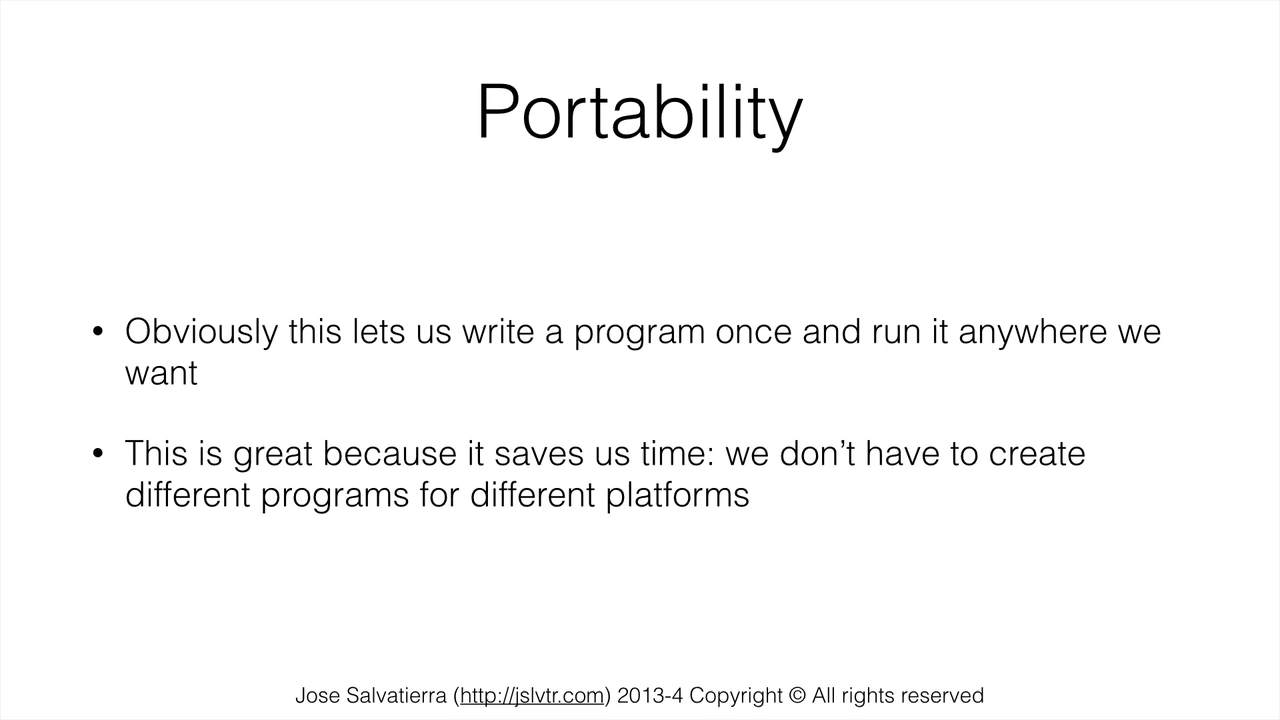 Portability
• Obviously this lets us write a program once and run it anywhere we
want
• This is great because it saves us time: we don’t have to create
different programs for different platforms
Jose Salvatierra (http://jslvtr.com) 2013-4 Copyright © All rights reserved